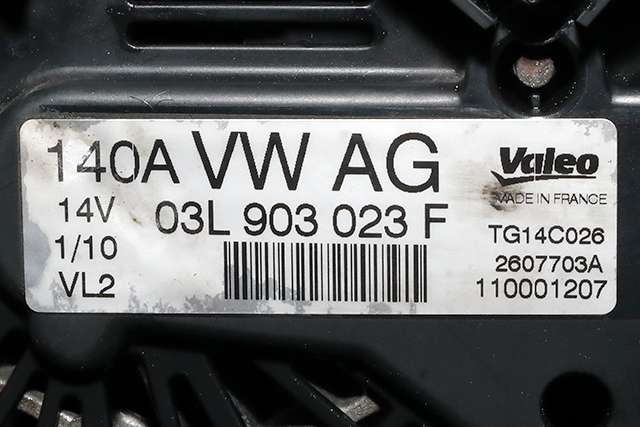 140A VW AG
14V 03L 903 023 F
1/10
VL2
Valeo
MADE IN FRANCE
TG14C026
2607703A
110001207